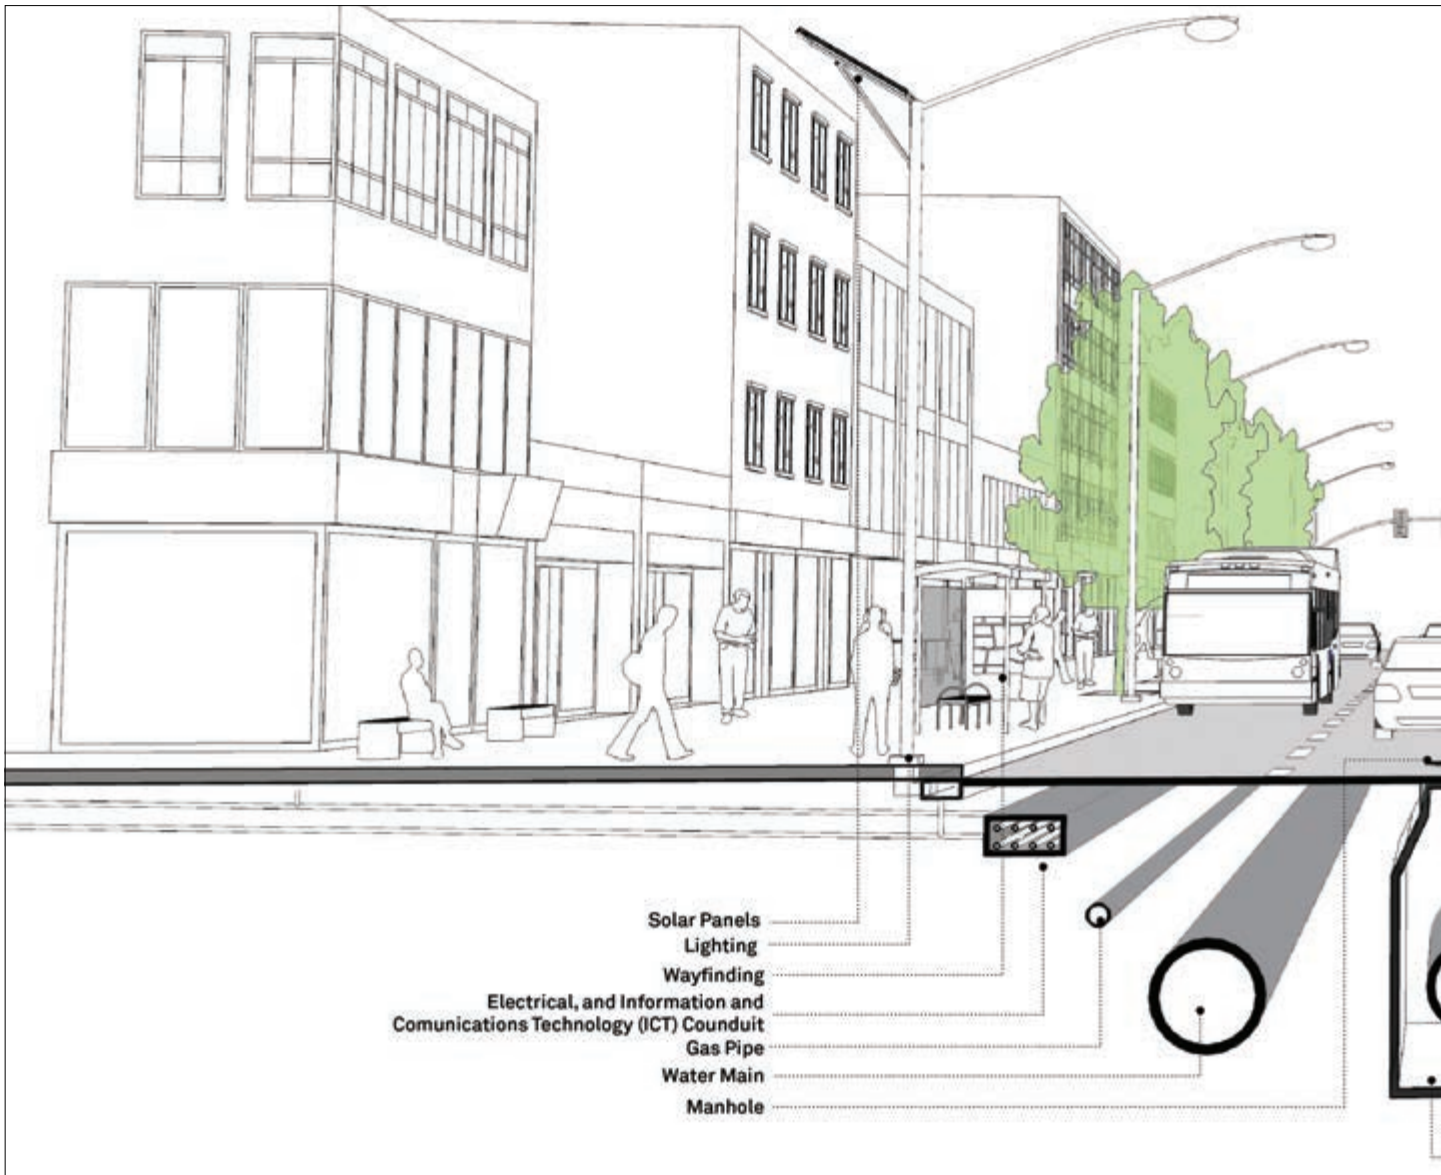 Solar Panels
Lighting
Wayfinding
Electrical, and Information and
Comunications Technology (ICT) Counduit
Gas Pipe
Water Main
Manhole